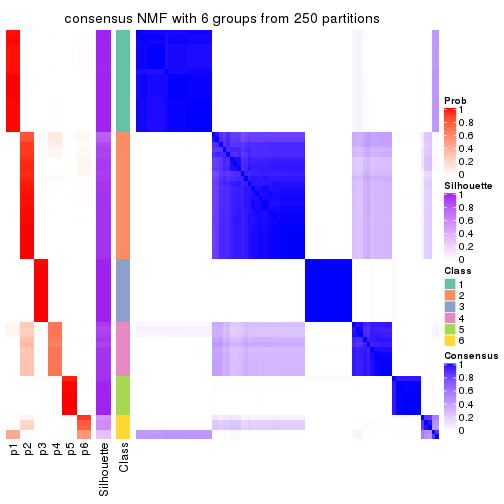 consensus NMF with 6 groups from 250 partitions
Prob
1
0.8
0.6
0.4
0.2
0
Silhouette
1
0.8
0.6
0.4
0.2
0
Class
1
2
3
4
5
6
Consensus
1
0.8
0.6
0.4
0.2
0
p1
p2
p3
p4
p5
p6
Silhouette
Class